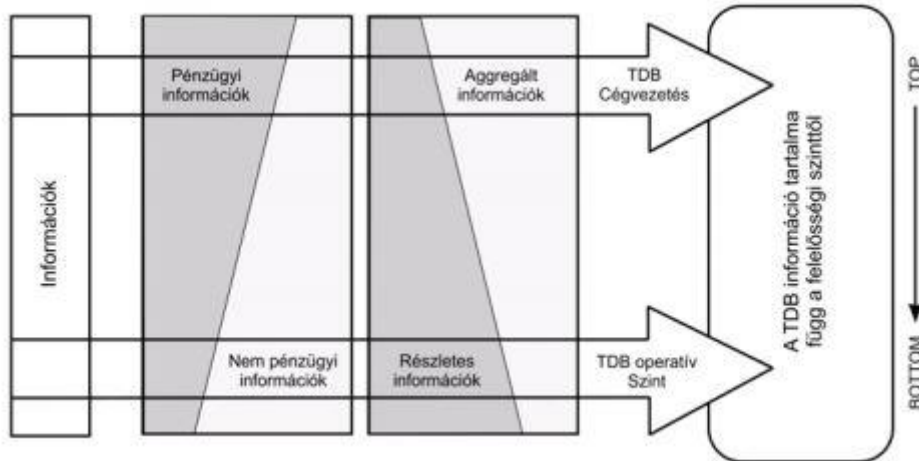 Információk
Pénzügyi
információk
Aggregált
információk
TDB
Cégvezetés
Nem pénzügyi
információk
Részletes
információk
TDB operatív
Szint
A TDB információ tartalma
függ a felelősségi szinttől
TOP
BOTTOM